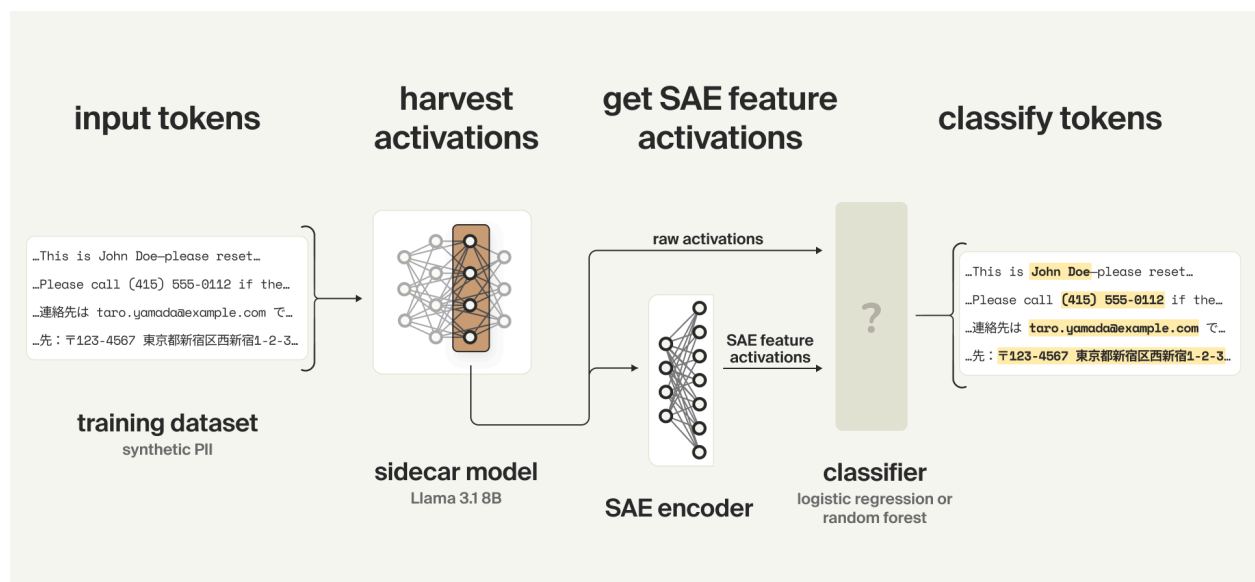 input tokens
harvest
activations
get SAE feature
activations
classify tokens
…This is John Doe—please reset…
…Please call (415) 555-0112 if the…
…連絡先は taro.yamada@example.com で…
…先：〒123-4567 東京都新宿区西新宿1-2-3…
training dataset
synthetic PII
sidecar model
Llama 3.1 8B
raw activations
SAE feature
activations
SAE encoder
?
classifier
logistic regression or
random forest
…This is John Doe—please reset…
…Please call (415) 555-0112 if the…
…連絡先は taro.yamada@example.com で…
…先：〒123-4567 東京都新宿区西新宿1-2-3…